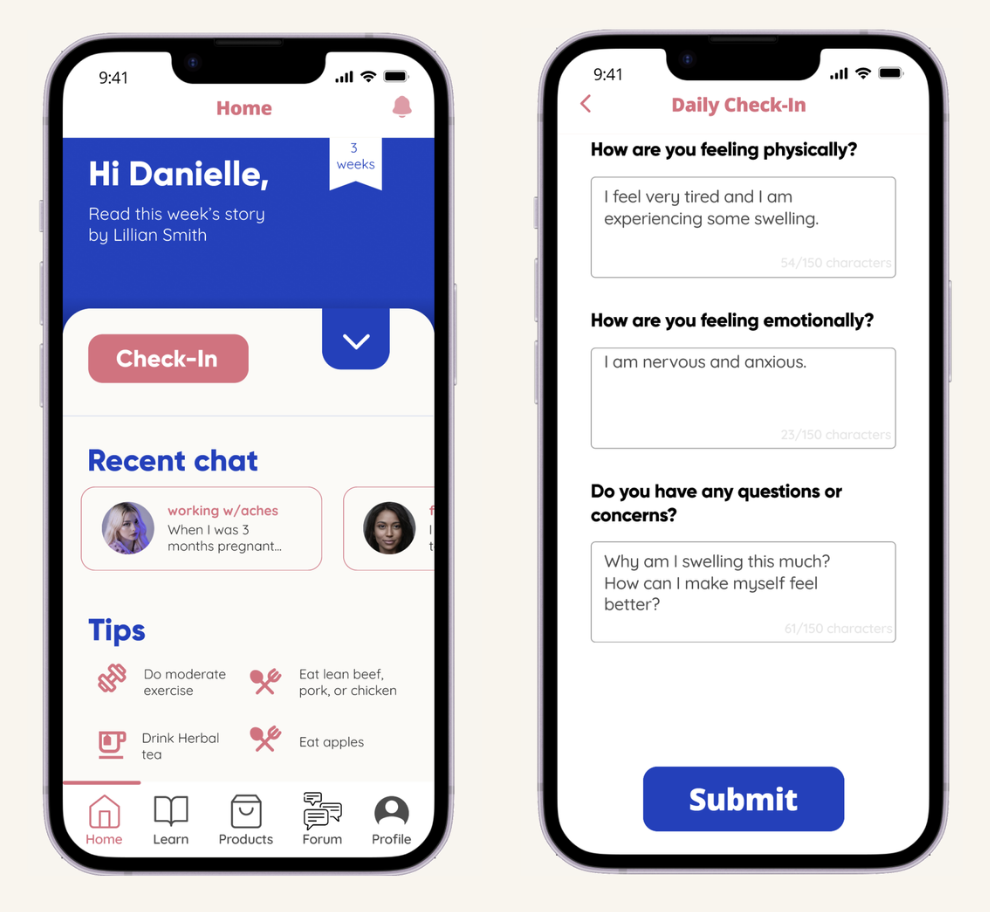 9:41
Home
3
weeks
Hi Danielle,
Read this week's story
by Lillian Smith
Check-In
Recent chat
working w/aches
When I was 3
months pregnant...
f
I
t
Tips
Do moderate
exercise
Eat lean beef,
pork, or chicken
Drink Herbal
tea
Eat apples
Home
Learn
Products
Forum
Profile
9:41
Daily Check-In
How are you feeling physically?
I feel very tired and I am
experiencing some swelling.
54/150 characters
How are you feeling emotionally?
I am nervous and anxious.
23/150 characters
Do you have any questions or
concerns?
Why am I swelling this much?
How can I make myself feel
better?
61/150 characters
Submit